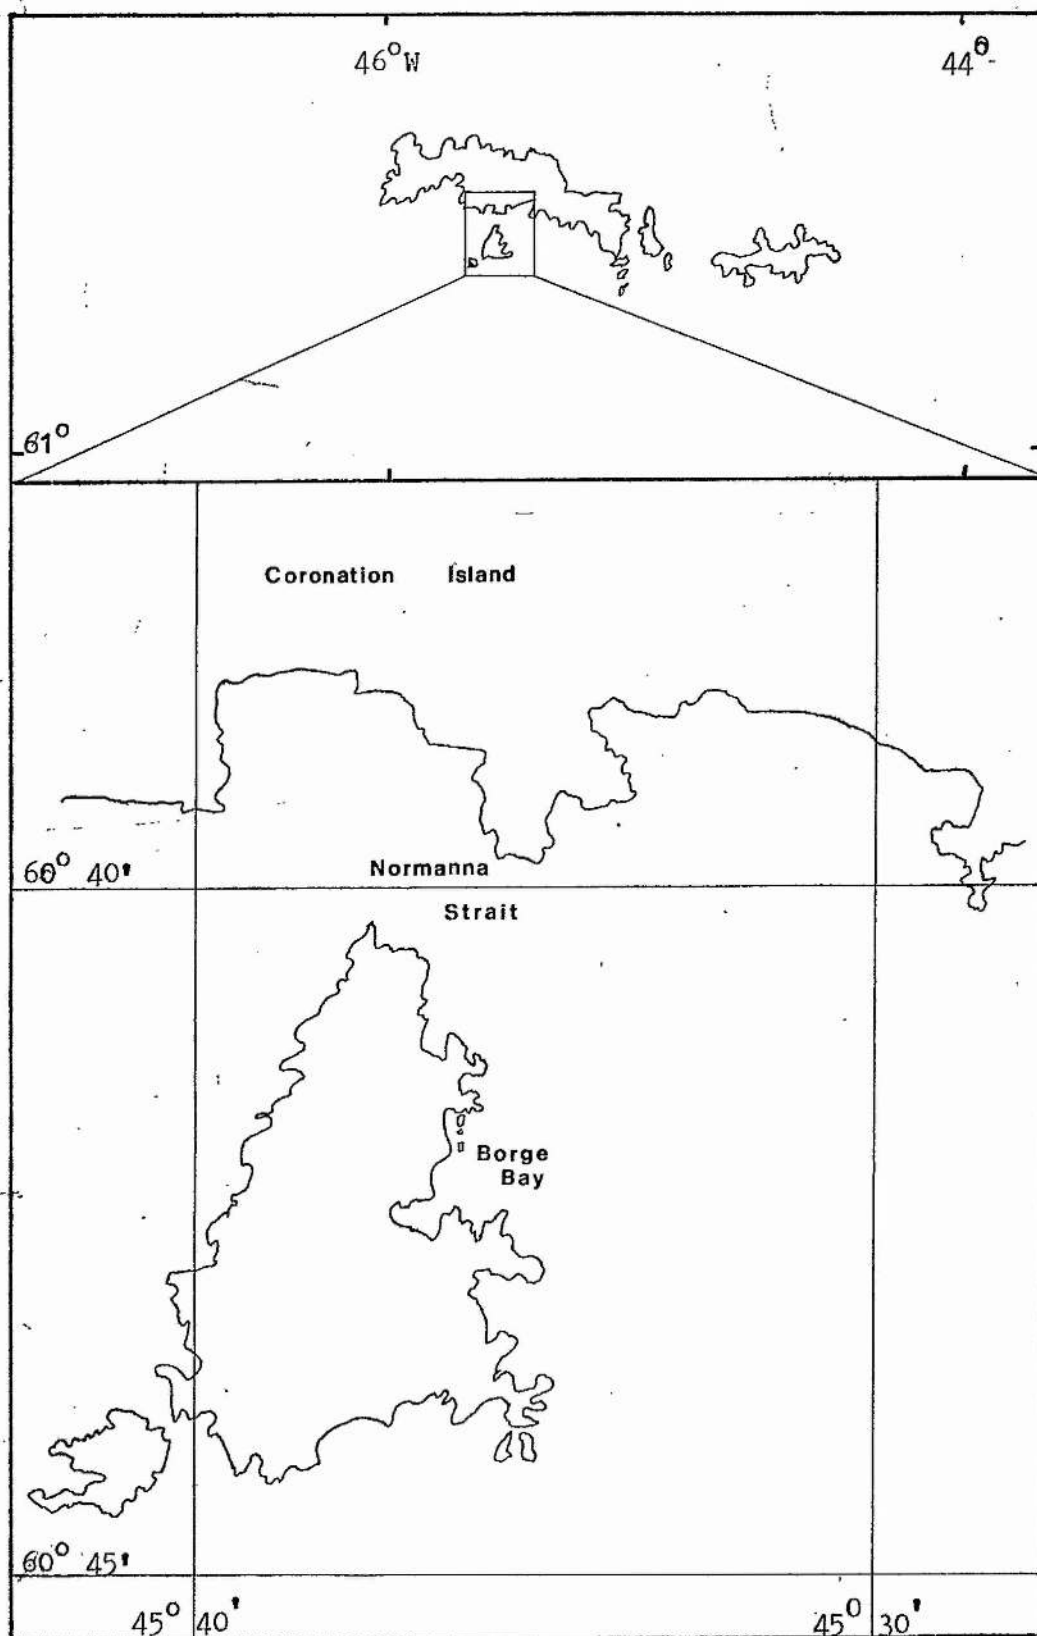 46°W 44°
61°
Coronation Island
Normanna
60° 40'
Strait
Borge
Bay
60° 45'
45° 40' 45° 30'